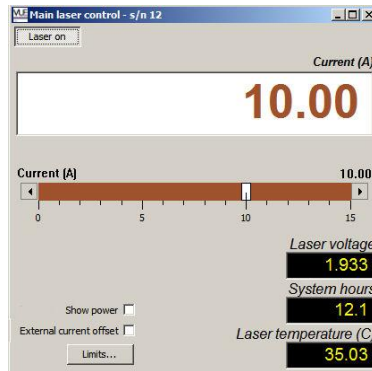 VUE Main laser control - s/n 12
Laser on
Current (A)
10.00
Current (A) 10.00
0 5 10 15
Laser voltage
1.933
System hours
12.1
Show power
External current offset
Laser temperature (C
Limits...
35.03